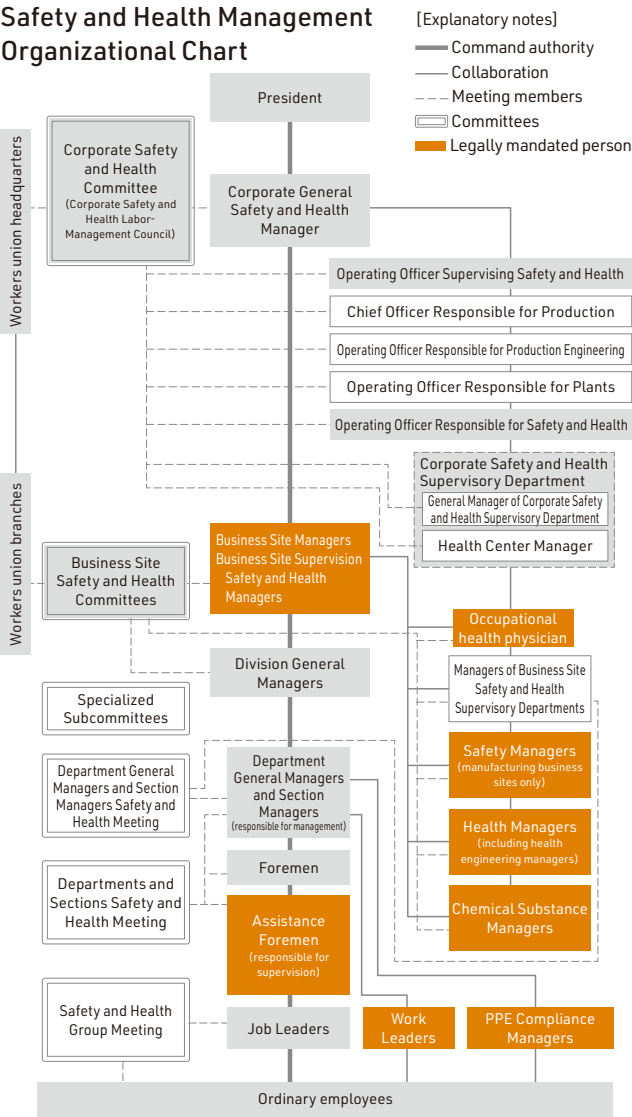 Safety and Health Management
Organizational Chart
[Explanatory notes]
Command authority
Collaboration
Meeting members
Committees
Legally mandated person
President
Workers union headquarters
Corporate Safety
and Health
Committee
(Corporate Safety and
Health Labor-
Management Council)
Corporate General
Safety and Health
Manager
Operating Officer Supervising Safety and Health
Chief Officer Responsible for Production
Operating Officer Responsible for Production Engineering
Operating Officer Responsible for Plants
Operating Officer Responsible for Safety and Health
Corporate Safety and Health
Supervisory Department
General Manager of Corporate Safety
and Health Supervisory Department
Health Center Manager
Workers union branches
Business Site
Safety and Health
Committees
Business Site Managers
Business Site Supervision
Safety and Health
Managers
Occupational
health physician
Division General
Managers
Managers of Business Site
Safety and Health
Supervisory Departments
Specialized
Subcommittees
Safety Managers
(manufacturing business
sites only)
Department General
Managers and Section
Managers Safety and
Health Meeting
Department
General Managers
and Section
Managers
(responsible for management)
Health Managers
(including health
engineering managers)
Foremen
Departments and
Sections Safety and
Health Meeting
Assistance
Foremen
(responsible for
supervision)
Chemical Substance
Managers
Safety and Health
Group Meeting
Job Leaders
Work
Leaders
PPE Compliance
Managers
Ordinary employees